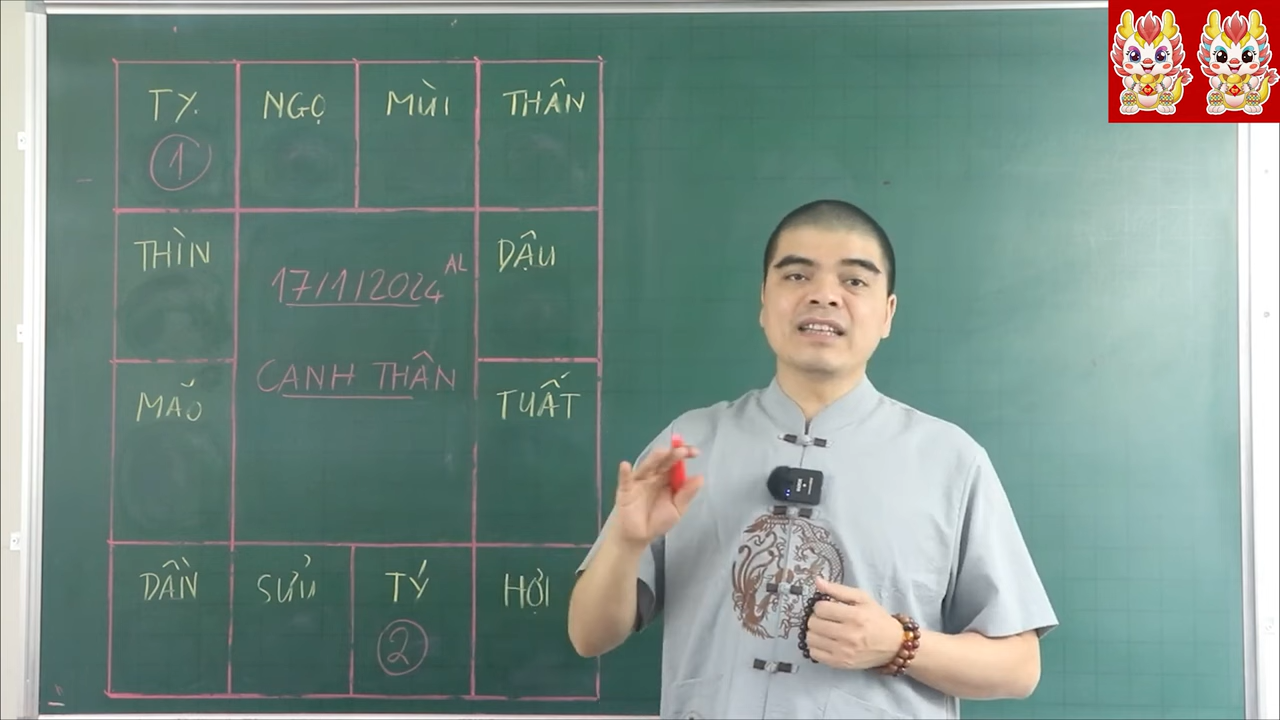 TỴ NGỌ MÙI THÂN
1
THÌN DẬU
17/1/2024 AL
CANH THÂN
MÃO TUẤT
DẦN SỬU TÝ HỢI
2